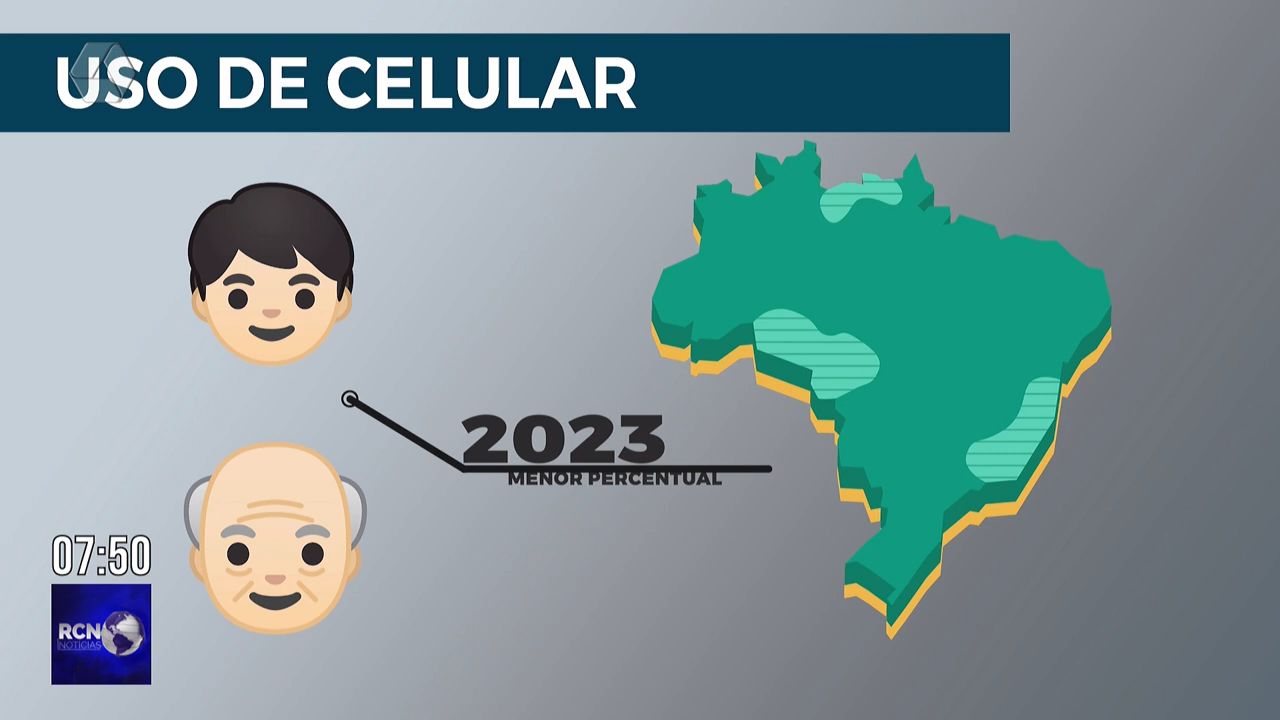 USO DE CELULAR
2023
MENOR PERCENTUAL
07:50
RCN
NOTÍCIAS